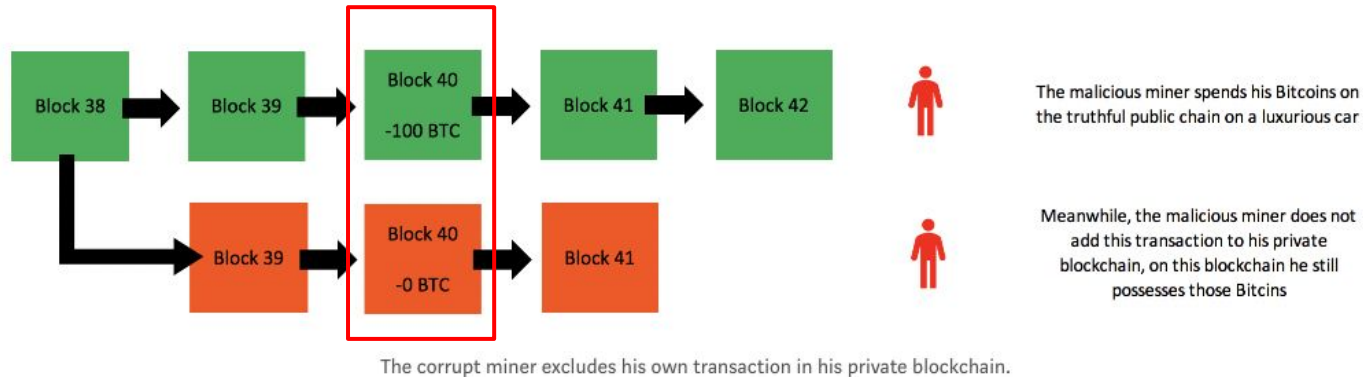 Block 38
Block 39
Block 40
-100 BTC
Block 41
Block 42
The malicious miner spends his Bitcoins on
the truthful public chain on a luxurious car
Block 39
Block 40
-0 BTC
Block 41
Meanwhile, the malicious miner does not
add this transaction to his private
blockchain, on this blockchain he still
possesses those Bitcins
The corrupt miner excludes his own transaction in his private blockchain.